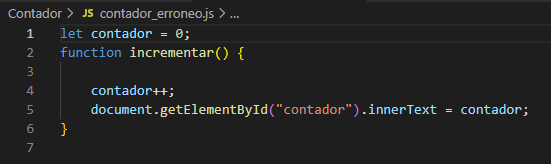 Contador > JS contador_erroneo.js > ...
1 let contador = 0;
2 function incrementar() {
3
4 contador++;
5 document.getElementById("contador").innerText = contador;
6 }
7